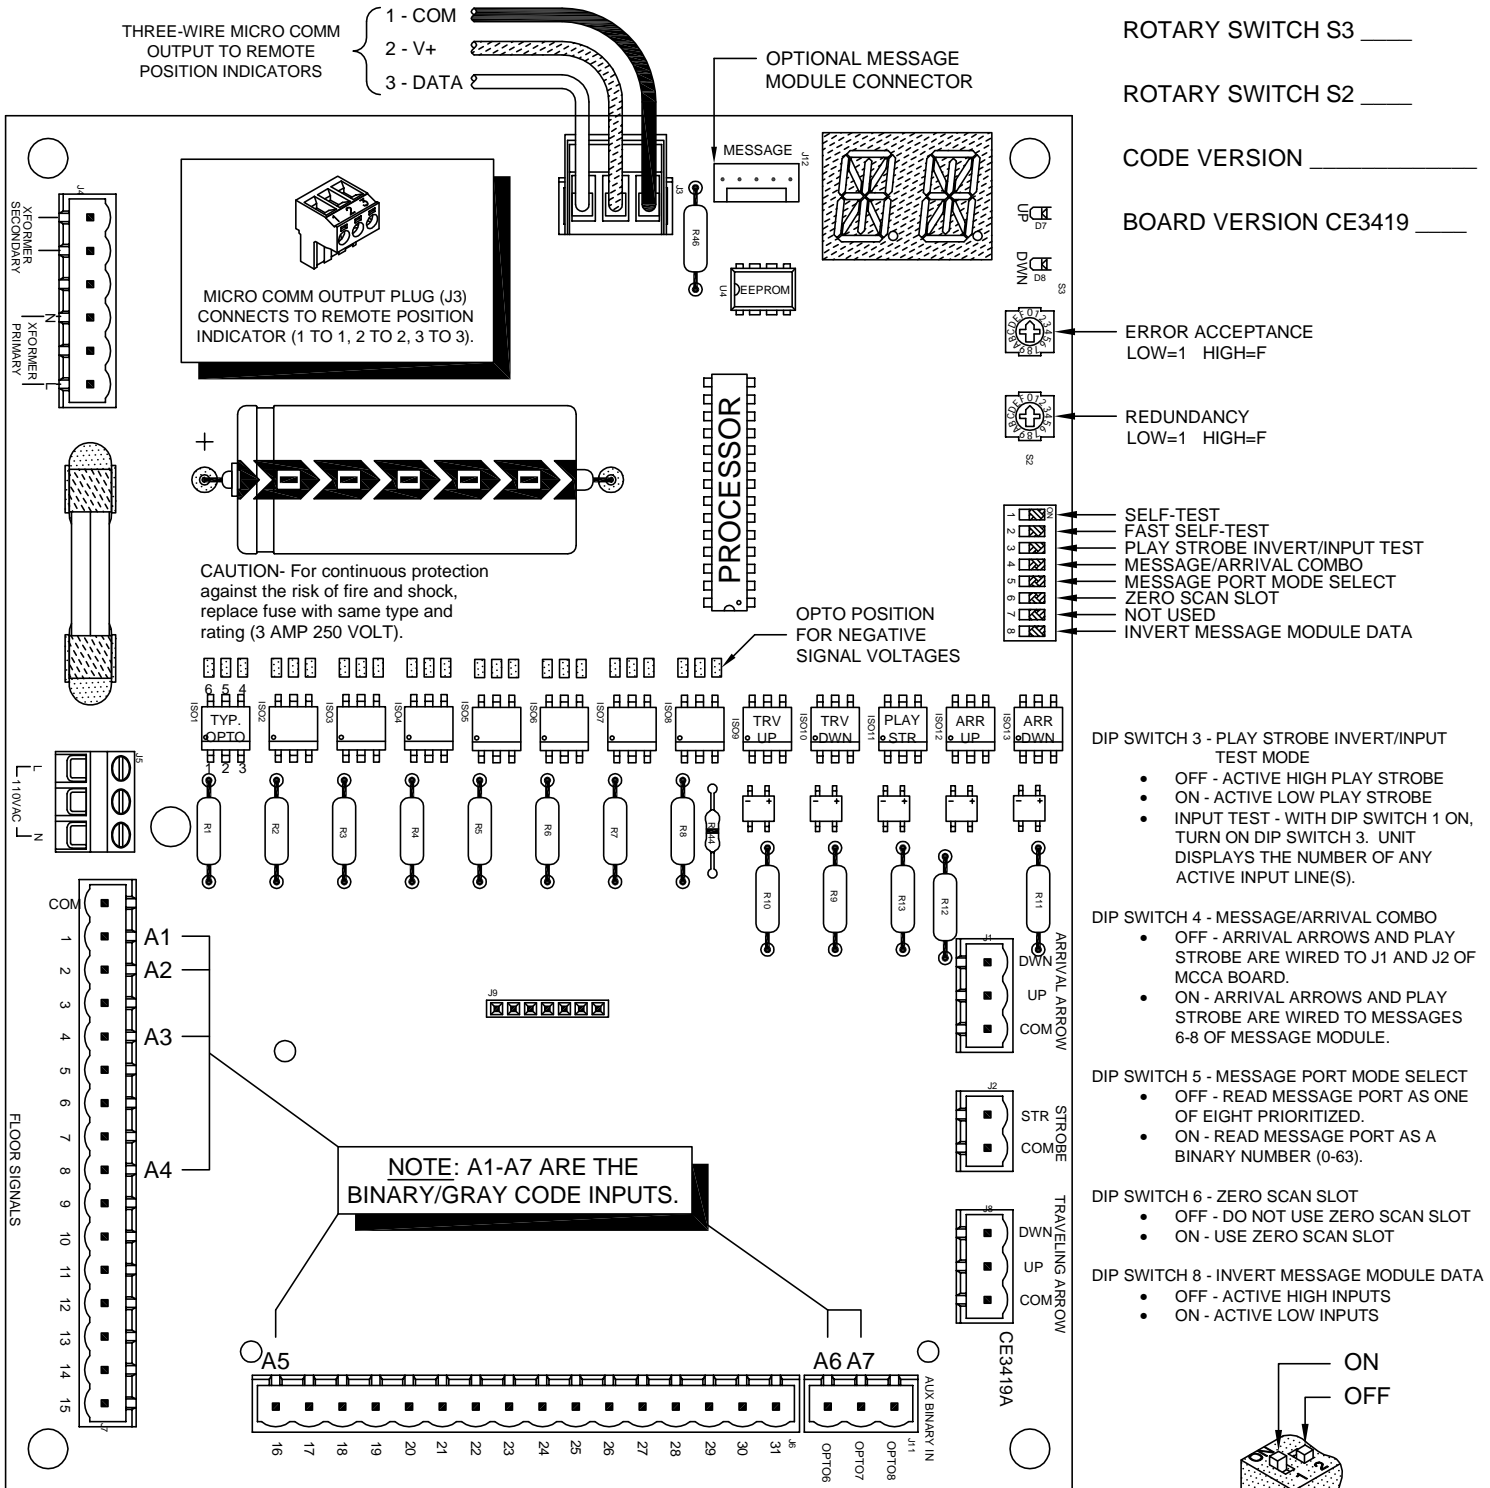 THREE-WIRE MICRO COMM
OUTPUT TO REMOTE
POSITION INDICATORS
1 - COM
2 - V+
3 - DATA
OPTIONAL MESSAGE
MODULE CONNECTOR
ROTARY SWITCH S3 ____
ROTARY SWITCH S2 ____
CODE VERSION _____________
BOARD VERSION CE3419 ____
J4
XFORMER
SECONDARY
N
XFORMER
PRIMARY
L
MICRO COMM OUTPUT PLUG (J3)
CONNECTS TO REMOTE POSITION
INDICATOR (1 TO 1, 2 TO 2, 3 TO 3).
J3
MESSAGE
J12
R46
U4
EEPROM
UP
D7
DWN
D8
S3
ERROR ACCEPTANCE
LOW=1 HIGH=F
REDUNDANCY
LOW=1 HIGH=F
S2
+
PROCESSOR
ON
1
2
3
4
5
6
7
8
SELF-TEST
FAST SELF-TEST
PLAY STROBE INVERT/INPUT TEST
MESSAGE/ARRIVAL COMBO
MESSAGE PORT MODE SELECT
ZERO SCAN SLOT
NOT USED
INVERT MESSAGE MODULE DATA
CAUTION- For continuous protection
against the risk of fire and shock,
replace fuse with same type and
rating (3 AMP 250 VOLT).
OPTO POSITION
FOR NEGATIVE
SIGNAL VOLTAGES
6 5 4
ISO1
TYP.
OPTO
1 2 3
ISO2
ISO3
ISO4
ISO5
ISO6
ISO7
ISO8
ISO9
TRV
UP
ISO10
TRV
DWN
ISO11
PLAY
STR
ISO12
ARR
UP
ISO13
ARR
DWN
- +
- +
- +
- +
- +
R1
R2
R3
R4
R5
R6
R7
R8
R10
R9
R13
R12
R11
J5
L
110VAC
N
COM
1
2
3
4
5
6
7
8
9
10
11
12
13
14
15
J7
FLOOR SIGNALS
A1
A2
A3
A4
J9
NOTE: A1-A7 ARE THE
BINARY/GRAY CODE INPUTS.
J1
DWN
UP
COM
ARRIVAL ARROW
J2
STR
COM
STROBE
J8
DWN
UP
COM
TRAVELING ARROW
CE3419A
A5
A6 A7
16
17
18
19
20
21
22
23
24
25
26
27
28
29
30
31
J6
OPTO6
OPTO7
OPTO8
J11
AUX BINARY IN
DIP SWITCH 3 - PLAY STROBE INVERT/INPUT
TEST MODE
• OFF - ACTIVE HIGH PLAY STROBE
• ON - ACTIVE LOW PLAY STROBE
• INPUT TEST - WITH DIP SWITCH 1 ON,
TURN ON DIP SWITCH 3. UNIT
DISPLAYS THE NUMBER OF ANY
ACTIVE INPUT LINE(S).
DIP SWITCH 4 - MESSAGE/ARRIVAL COMBO
• OFF - ARRIVAL ARROWS AND PLAY
STROBE ARE WIRED TO J1 AND J2 OF
MCCA BOARD.
• ON - ARRIVAL ARROWS AND PLAY
STROBE ARE WIRED TO MESSAGES
6-8 OF MESSAGE MODULE.
DIP SWITCH 5 - MESSAGE PORT MODE SELECT
• OFF - READ MESSAGE PORT AS ONE
OF EIGHT PRIORITIZED.
• ON - READ MESSAGE PORT AS A
BINARY NUMBER (0-63).
DIP SWITCH 6 - ZERO SCAN SLOT
• OFF - DO NOT USE ZERO SCAN SLOT
• ON - USE ZERO SCAN SLOT
DIP SWITCH 8 - INVERT MESSAGE MODULE DATA
• OFF - ACTIVE HIGH INPUTS
• ON - ACTIVE LOW INPUTS
ON
OFF
ON
1 2